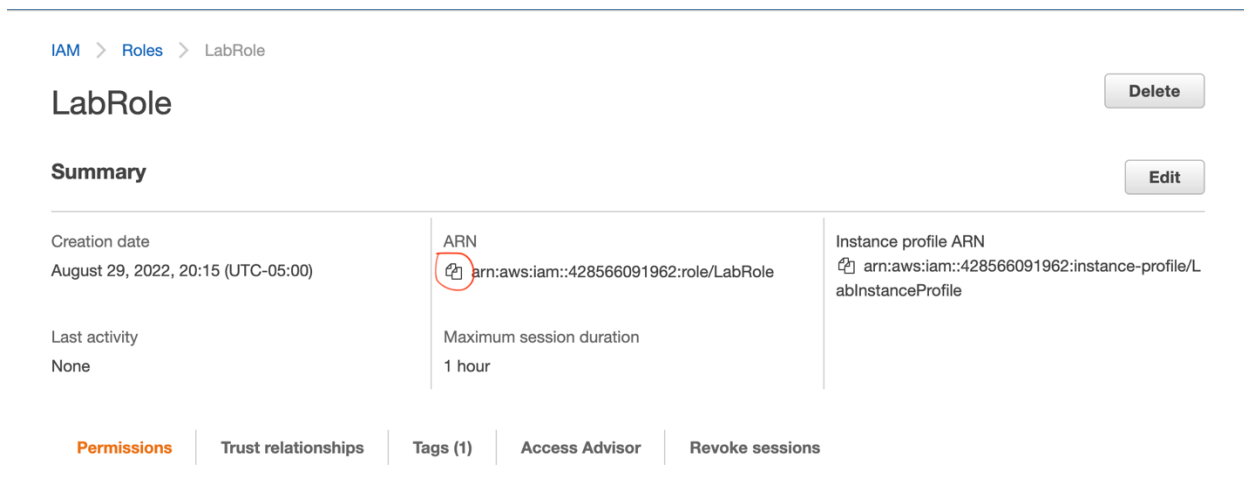 IAM > Roles > LabRole
LabRole
Delete
Summary
Edit
Creation date
August 29, 2022, 20:15 (UTC-05:00)
ARN
arn:aws:iam::428566091962:role/LabRole
Instance profile ARN
arn:aws:iam::428566091962:instance-profile/L
abInstanceProfile
Last activity
None
Maximum session duration
1 hour
Permissions
Trust relationships
Tags (1)
Access Advisor
Revoke sessions